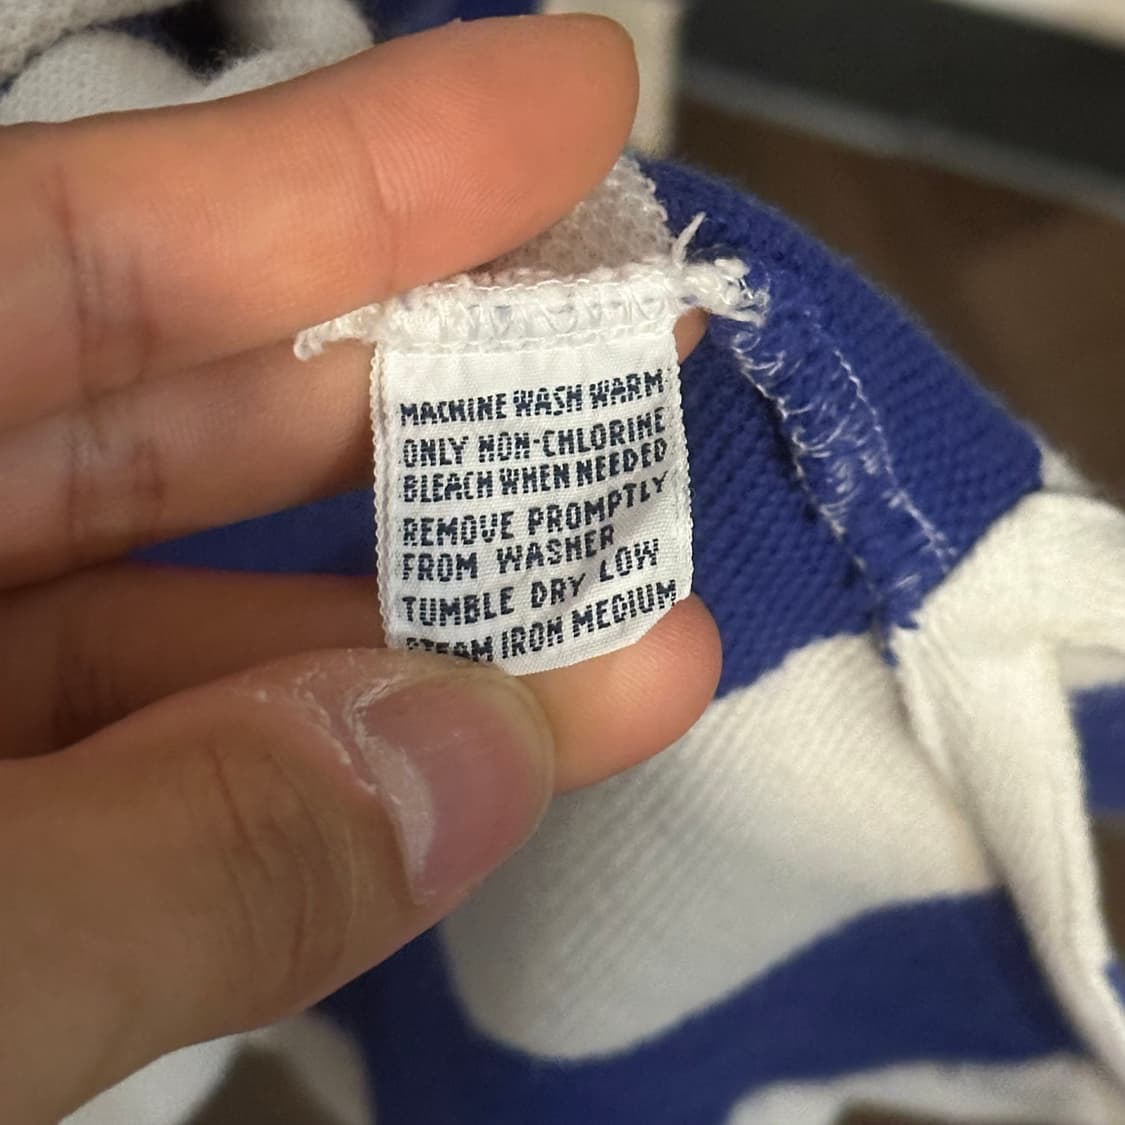 MACHINE WASH WARM
ONLY NON-CHLORINE
BLEACH WHEN NEEDED
REMOVE PROMPTLY
FROM WASHER
TUMBLE DRY LOW
STEAM IRON MEDIUM